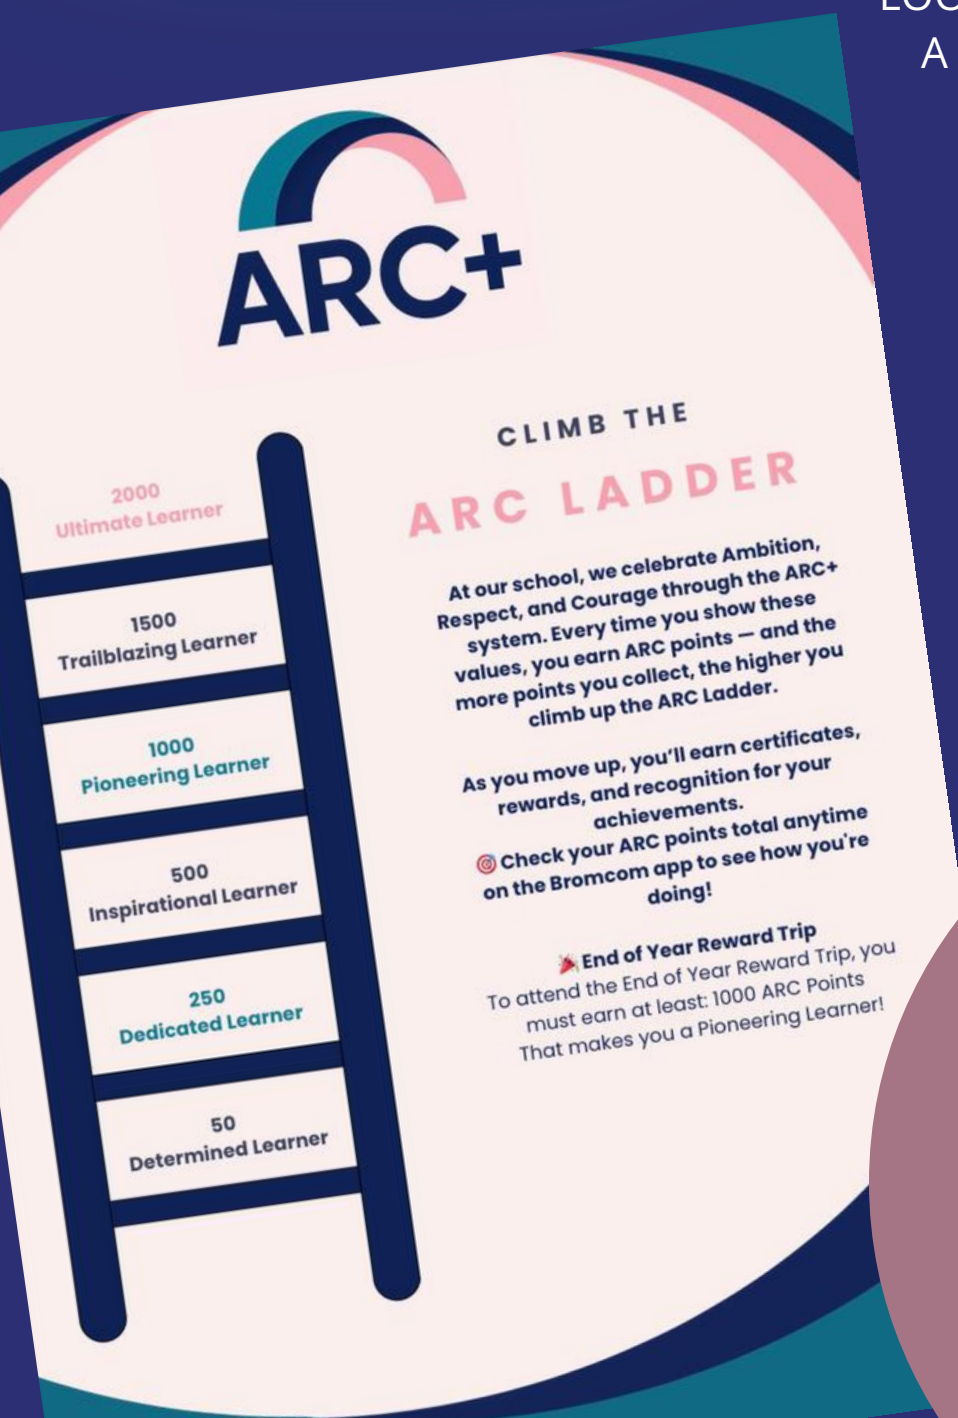 A
ARC+
2000
Ultimate Learner
1500
Trailblazing Learner
1000
Pioneering Learner
500
Inspirational Learner
250
Dedicated Learner
50
Determined Learner
CLIMB THE
ARC LADDER
At our school, we celebrate Ambition,
Respect, and Courage through the ARC+
system. Every time you show these
values, you earn ARC points — and the
more points you collect, the higher you
climb up the ARC Ladder.
As you move up, you’ll earn certificates,
rewards, and recognition for your
achievements.
🎯 Check your ARC points total anytime
on the Bromcom app to see how you're
doing!
🎉 End of Year Reward Trip
To attend the End of Year Reward Trip, you
must earn at least: 1000 ARC Points
That makes you a Pioneering Learner!